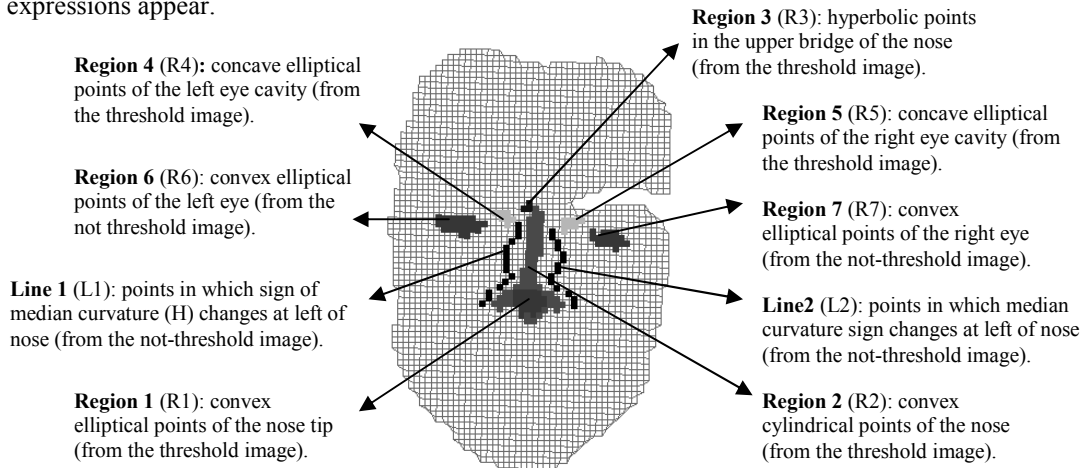 expressions appear.
Region 3 (R3): hyperbolic points
in the upper bridge of the nose
(from the threshold image).
Region 4 (R4): concave elliptical
points of the left eye cavity (from
the threshold image).
Region 5 (R5): concave elliptical
points of the right eye cavity (from
the threshold image).
Region 6 (R6): convex elliptical
points of the left eye (from the
not threshold image).
Region 7 (R7): convex
elliptical points of the right eye
(from the not-threshold image).
Line 1 (L1): points in which sign of
median curvature (H) changes at left of
nose (from the not-threshold image).
Line2 (L2): points in which median
curvature sign changes at left of nose
(from the not-threshold image).
Region 1 (R1): convex
elliptical points of the nose tip
(from the threshold image).
Region 2 (R2): convex
cylindrical points of the nose
(from the threshold image).